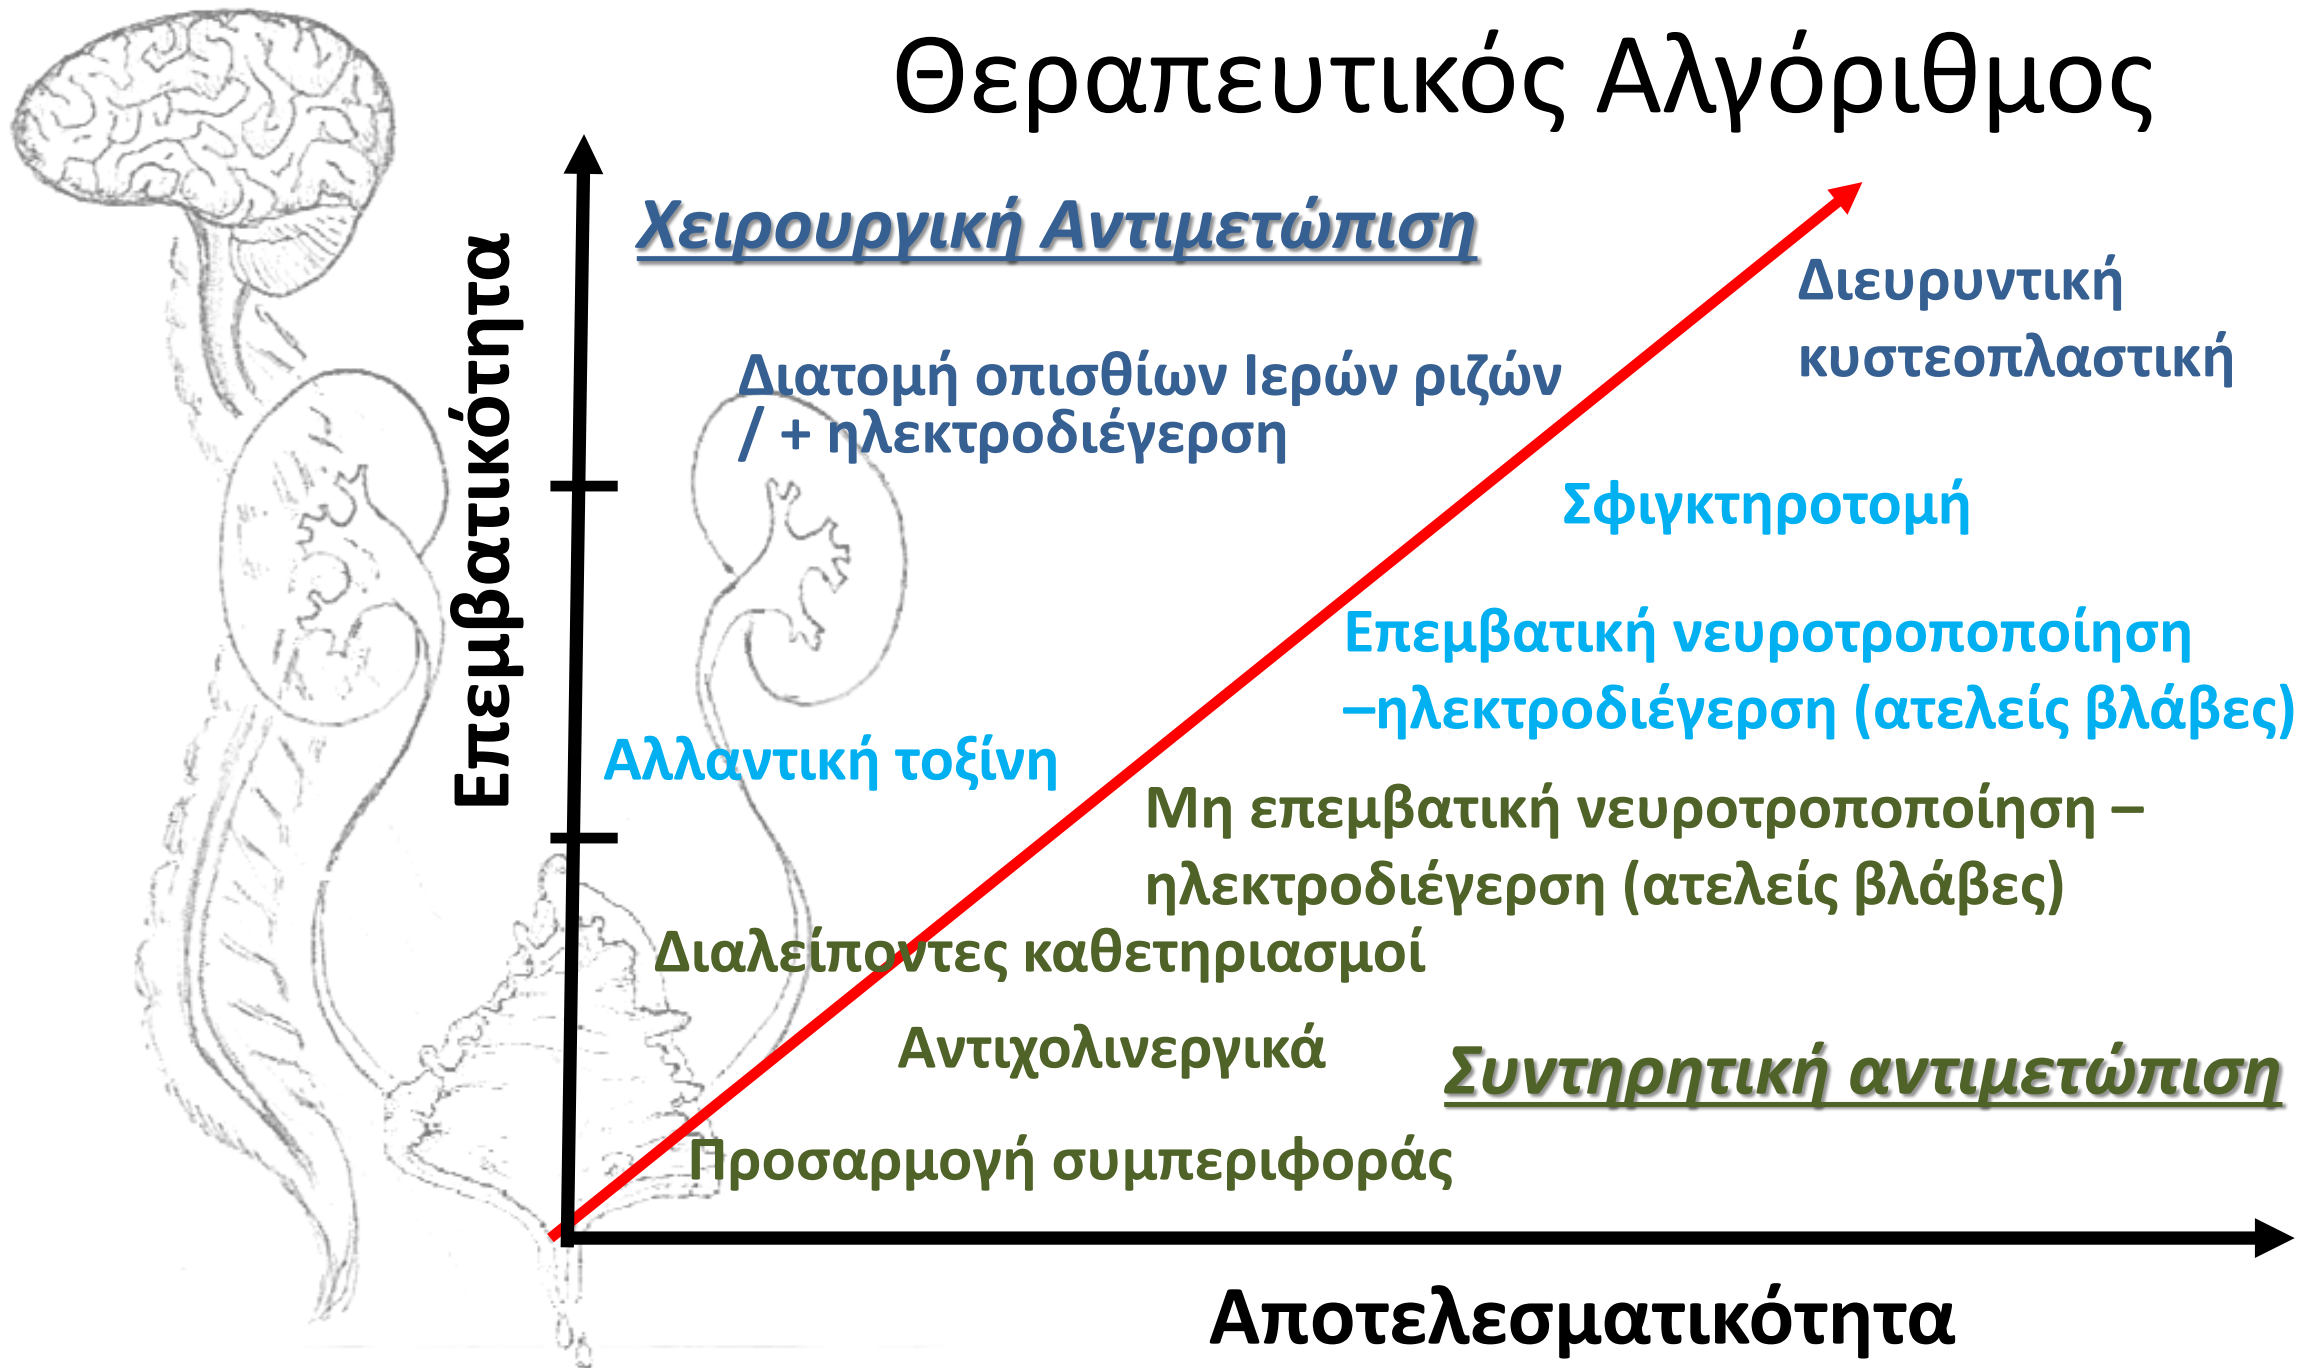 Θεραπευτικός Αλγόριθμος
Επεμβατικότητα
Χειρουργική Αντιμετώπιση
Διευρυντική
κυστεοπλαστική
Διατομή οπισθίων Ιερών ριζών
/ + ηλεκτροδιέγερση
Σφιγκτηροτομή
Επεμβατική νευροτροποποίηση
–ηλεκτροδιέγερση (ατελείς βλάβες)
Αλλαντική τοξίνη
Μη επεμβατική νευροτροποποίηση –
ηλεκτροδιέγερση (ατελείς βλάβες)
Διαλείποντες καθετηριασμοί
Αντιχολινεργικά
Συντηρητική αντιμετώπιση
Προσαρμογή συμπεριφοράς
Αποτελεσματικότητα